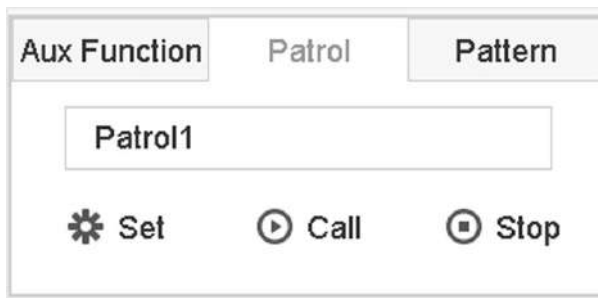 Aux Function Patrol Pattern
Patrol1
Set Call Stop